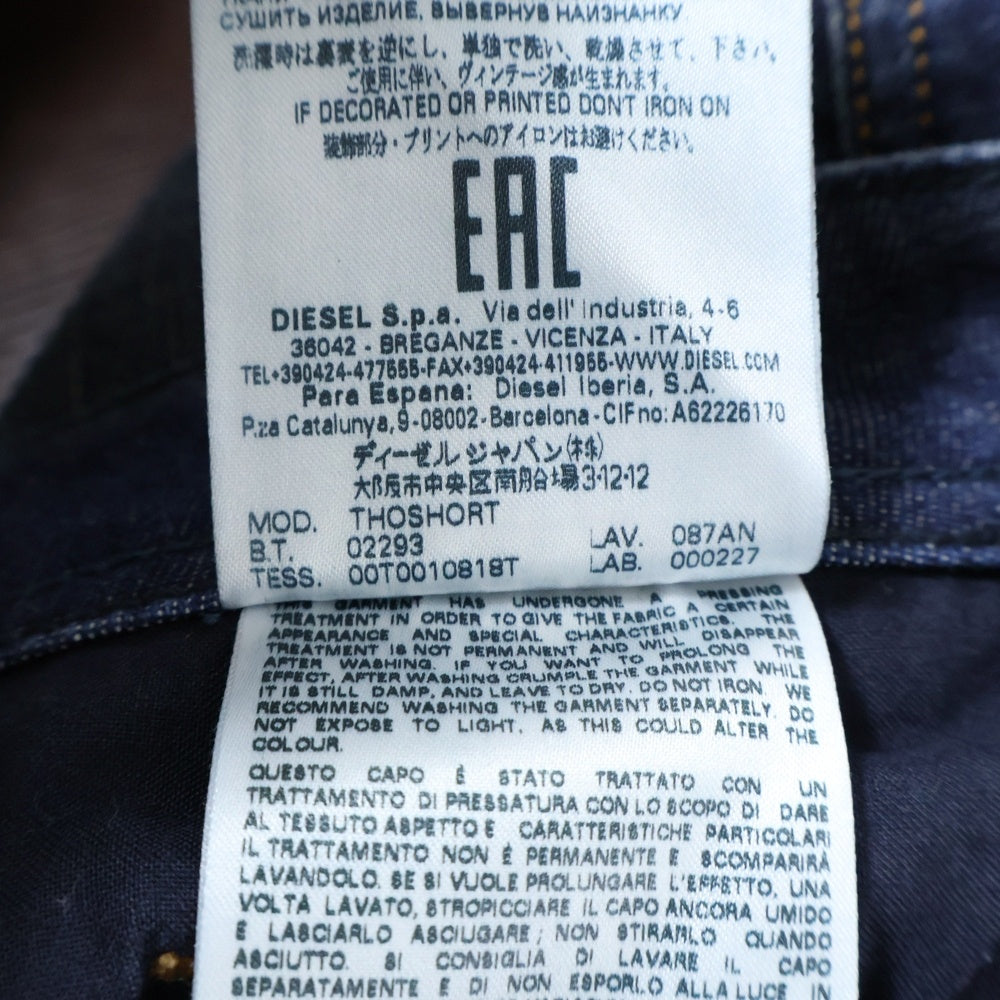 СУШИТЬ ИЗДЕЛИЕ, ВЫВЕРНУВ НАИЗНАНКУ.
洗濯時は裏表を逆にし、単独で洗い、乾燥させて、下さい。
ご使用に伴い、ヴィンテージ感が生まれます。
IF DECORATED OR PRINTED DONT IRON ON
装飾部分・プリントへのアイロンはお避けください。
EAC
DIESEL S.p.a. Via dell' Industria, 4-6
36042 - BREGANZE - VICENZA - ITALY
TEL+390424-477555-FAX+390424-411955-WWW.DIESEL.COM
Para Espana: Diesel Iberia, S.A.
P.za Catalunya, 9-08002-Barcelona-CIF no: A62226170
ディーゼル ジャパン(株)
大阪市中央区南船場3-12-12
MOD. THOSHORT
B.T. 02293 LAV. 087AN
TESS. 00T0010818T LAB. 000227
THIS GARMENT HAS UNDERGONE A PRESSING
TREATMENT IN ORDER TO GIVE THE FABRIC A CERTAIN
APPEARANCE AND SPECIAL CHARACTERISTICS. THE
TREATMENT IS NOT PERMANENT AND WILL DISAPPEAR
AFTER WASHING. IF YOU WANT TO PROLONG THE
EFFECT, AFTER WASHING CRUMPLE THE GARMENT WHILE
IT IS STILL DAMP, AND LEAVE TO DRY. DO NOT IRON. WE
RECOMMEND WASHING THE GARMENT SEPARATELY. DO
NOT EXPOSE TO LIGHT, AS THIS COULD ALTER THE
COLOUR.
QUESTO CAPO È STATO TRATTATO CON UN
TRATTAMENTO DI PRESSATURA CON LO SCOPO DI DARE
AL TESSUTO ASPETTO E CARATTERISTICHE PARTICOLARI
IL TRATTAMENTO NON È PERMANENTE E SCOMPARIRÀ
LAVANDOLO. SE SI VUOLE PROLUNGARE L'EFFETTO, UNA
VOLTA LAVATO, STROPICCIARE IL CAPO ANCORA UMIDO
E LASCIARLO ASCIUGARE; NON STIRARLO QUANDO
ASCIUTTO. SI CONSIGLIA DI LAVARE IL CAPO
SEPARATAMENTE E DI NON ESPORLO ALLA LUCE IN